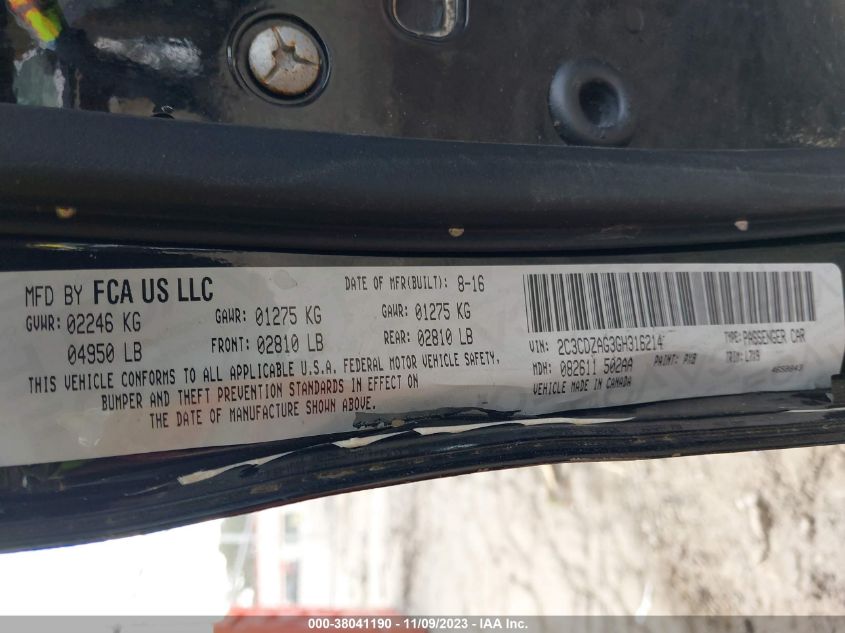 MFD BY FCA US LLC
DATE OF MFR(BUILT): 8-16
GVWR: 02246 KG
04950 LB
GAWR: 01275 KG
FRONT: 02810 LB
GAWR: 01275 KG
REAR: 02810 LB
THIS VEHICLE CONFORMS TO ALL APPLICABLE U.S.A. FEDERAL MOTOR VEHICLE SAFETY,
BUMPER AND THEFT PREVENTION STANDARDS IN EFFECT ON
THE DATE OF MANUFACTURE SHOWN ABOVE.
VIN: 2C3CDZAG3GH316214
TYPE: PASSENGER CAR
MDH: 082611 502AA
PAINT: PXB
TRIM: L7X9
VEHICLE MADE IN CANADA
000-38041190 - 11/09/2023 - IAA Inc.